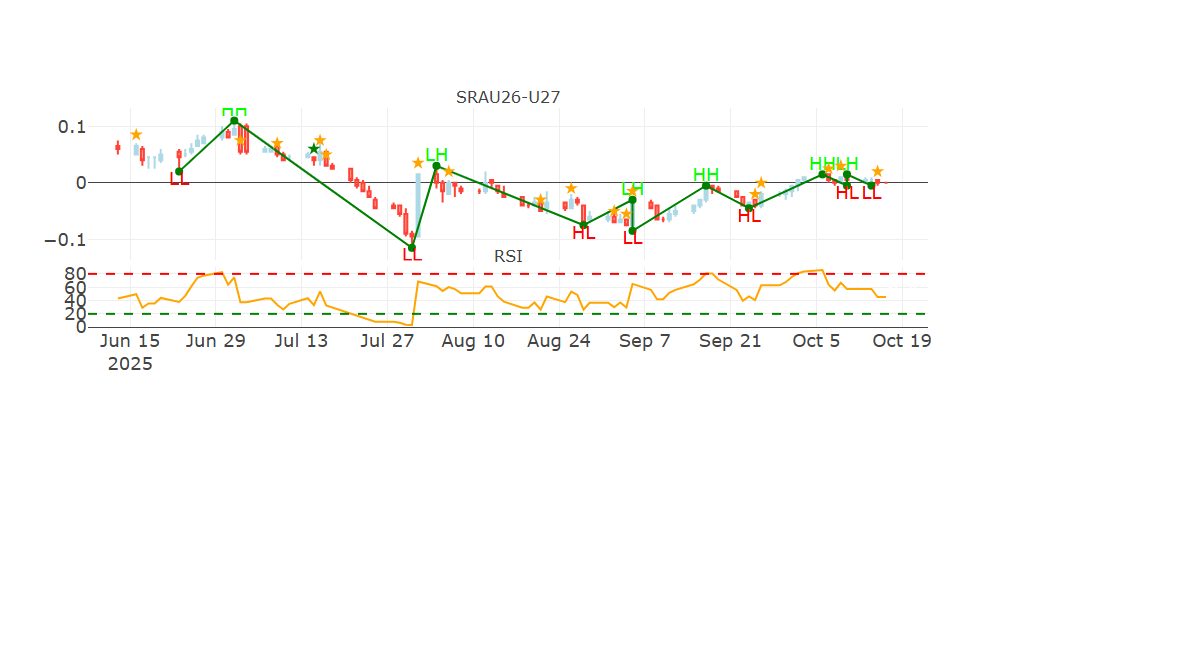 SRAU26-U27
HH
0.1
LH
HH
HH LH
0
LL
LH
HL
HL LL
HL
LL
−0.1
LL
RSI
80
60
40
20
0
Jun 15 Jun 29 Jul 13 Jul 27 Aug 10 Aug 24 Sep 7 Sep 21 Oct 5 Oct 19
2025